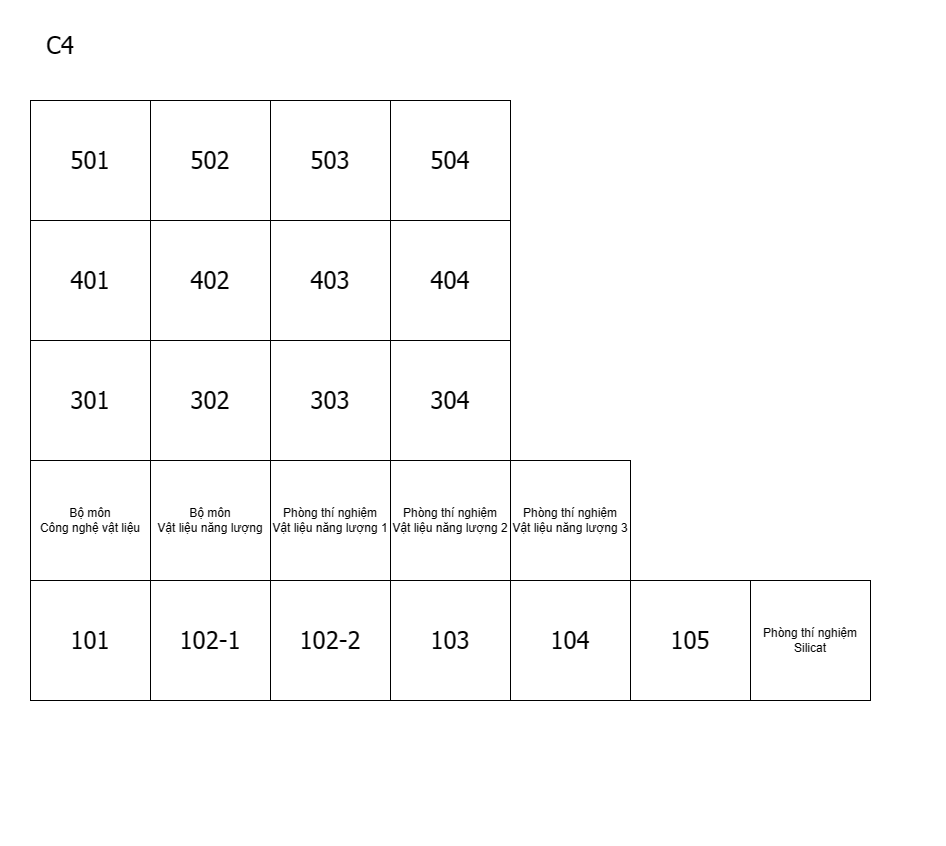 C4
501 502 503 504
401 402 403 404
301 302 303 304
Bộ môn
Công nghệ vật liệu
Bộ môn
Vật liệu năng lượng
Phòng thí nghiệm
Vật liệu năng lượng 1
Phòng thí nghiệm
Vật liệu năng lượng 2
Phòng thí nghiệm
Vật liệu năng lượng 3
101 102-1 102-2 103 104 105
Phòng thí nghiệm
Silicat